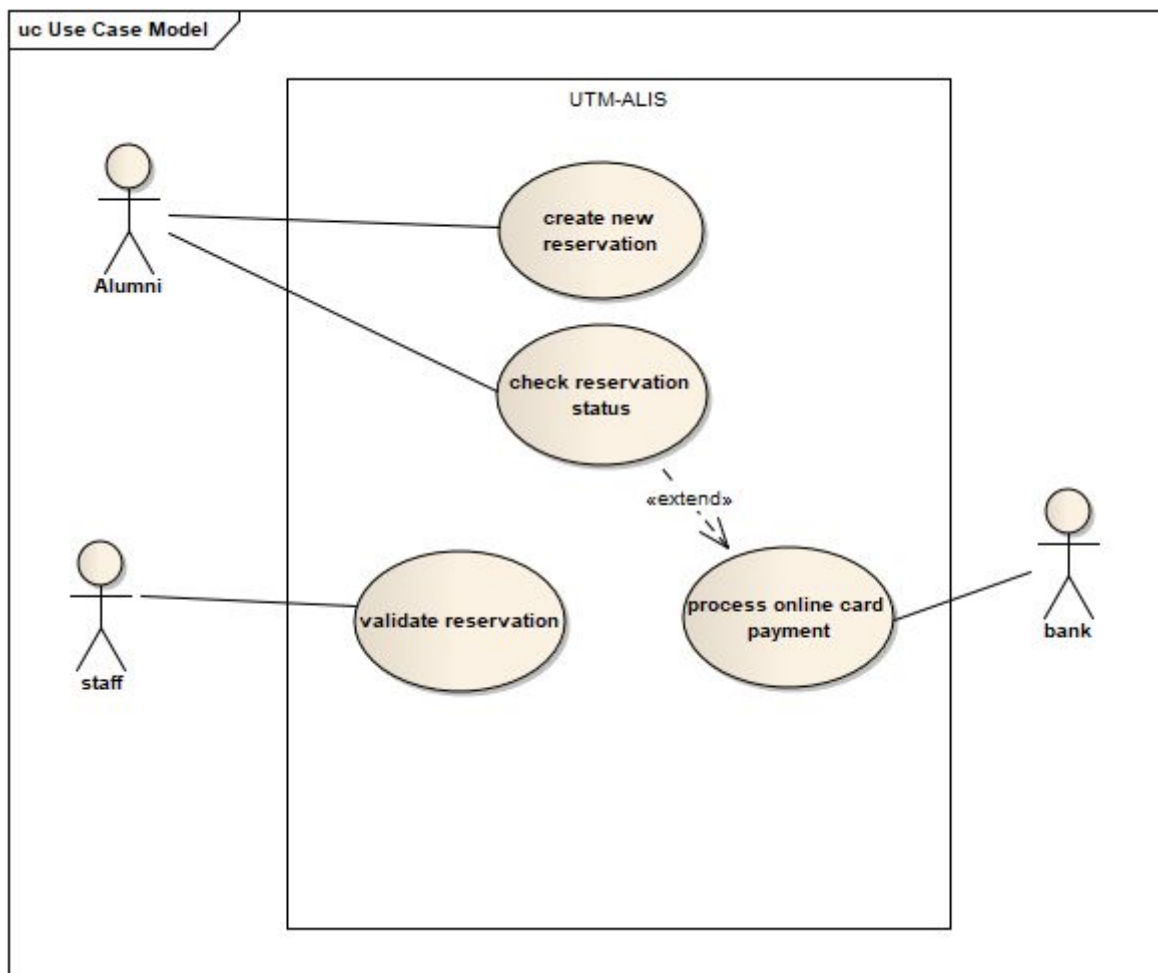 uc Use Case Model
UTM-ALIS
create new
reservation
Alumni
check reservation
status
«extend»
validate reservation
process online card
payment
staff
bank